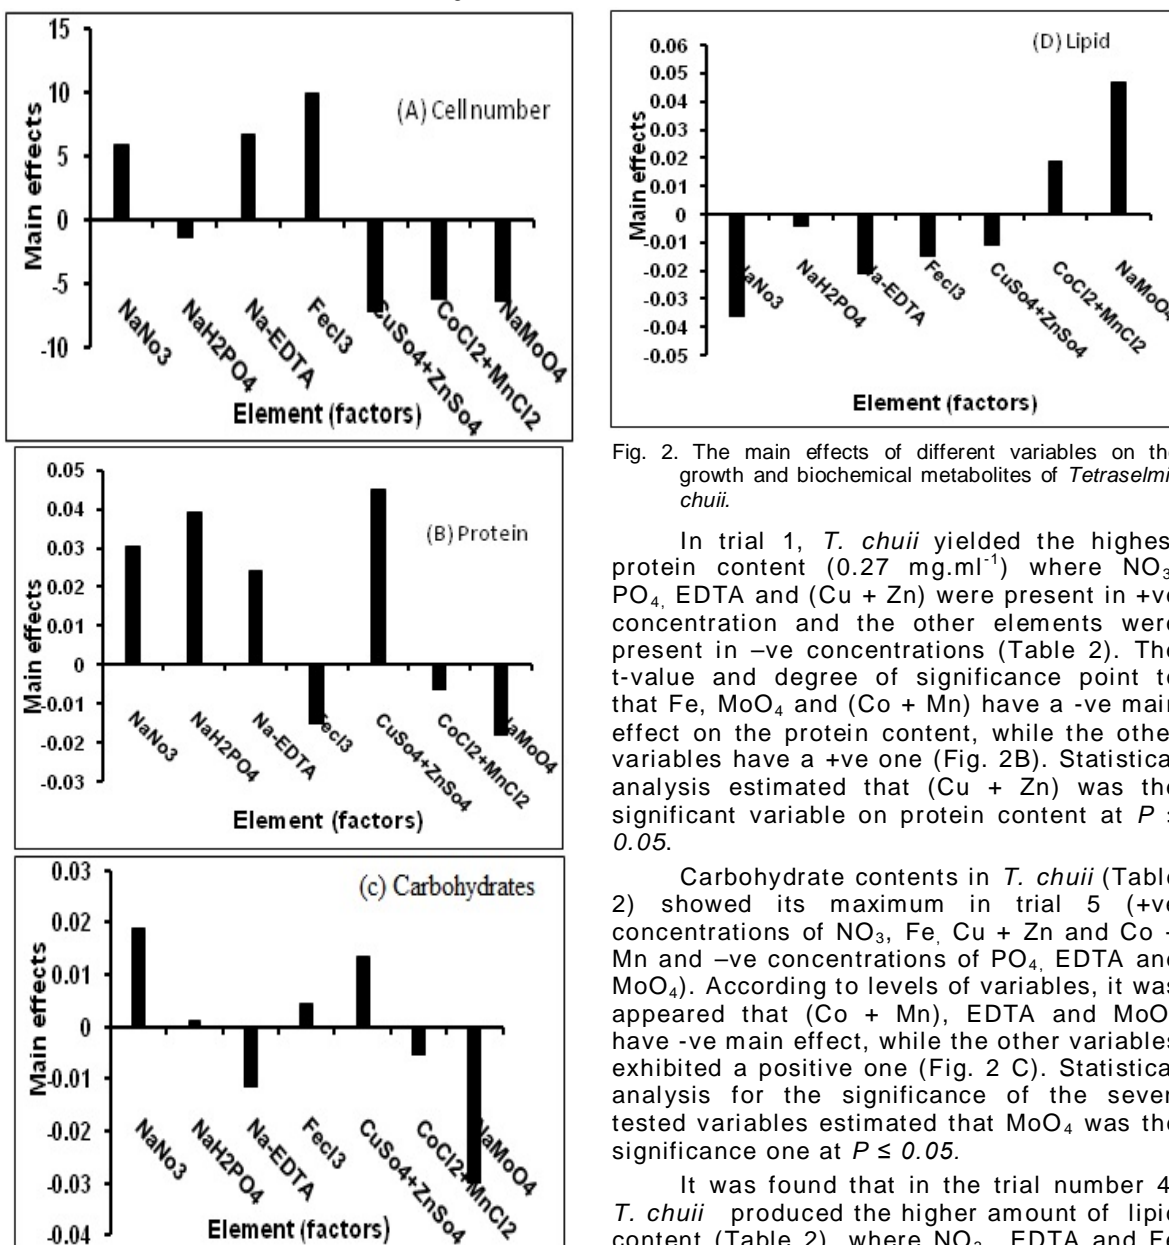 15
10
5
0
-5
-10
Main effects
(A) Cell number
NaNo3
NaH2PO4
Na-EDTA
Fecl3
CuSo4+ZnSo4
CoCl2+MnCl2
NaMoO4
Element (factors)
0.05
0.04
0.03
0.02
0.01
0
-0.01
-0.02
-0.03
Main effects
(B) Protein
NaNo3
NaH2PO4
Na-EDTA
Fecl3
CuSo4+ZnSo4
CoCl2+MnCl2
NaMoO4
Element (factors)
0.03
0.02
0.01
0
-0.01
-0.02
-0.03
-0.04
Main effects
(c) Carbohydrates
NaNo3
NaH2PO4
Na-EDTA
Fecl3
CuSo4+ZnSo4
CoCl2+MnCl2
NaMoO4
0.06
0.05
0.04
0.03
0.02
0.01
0
-0.01
-0.02
-0.03
-0.04
-0.05
Main effects
(D) Lipid
NaNo3
NaH2PO4
Na-EDTA
Fecl3
CuSo4+ZnSo4
CoCl2+MnCl2
NaMoO4
Element (factors)
Fig. 2. The main effects of different variables on th
growth and biochemical metabolites of Tetraselmi
chuii.
In trial 1, T. chuii yielded the highes
protein content (0.27 mg.ml⁻¹) where NO₃
PO₄, EDTA and (Cu + Zn) were present in +ve
concentration and the other elements were
present in –ve concentrations (Table 2). The
t-value and degree of significance point to
that Fe, MoO₄ and (Co + Mn) have a -ve main
effect on the protein content, while the othe
variables have a +ve one (Fig. 2B). Statistica
analysis estimated that (Cu + Zn) was the
significant variable on protein content at P
0.05.
Carbohydrate contents in T. chuii (Table
2) showed its maximum in trial 5 (+ve
concentrations of NO₃, Fe, Cu + Zn and Co
Mn and –ve concentrations of PO₄, EDTA and
MoO₄). According to levels of variables, it was
appeared that (Co + Mn), EDTA and MoO
have -ve main effect, while the other variables
exhibited a positive one (Fig. 2 C). Statistica
analysis for the significance of the seven
tested variables estimated that MoO₄ was the
significance one at P ≤ 0.05.
It was found that in the trial number 4
T. chuii produced the higher amount of lipid
content (Table 2), where NO₃, EDTA and Fe